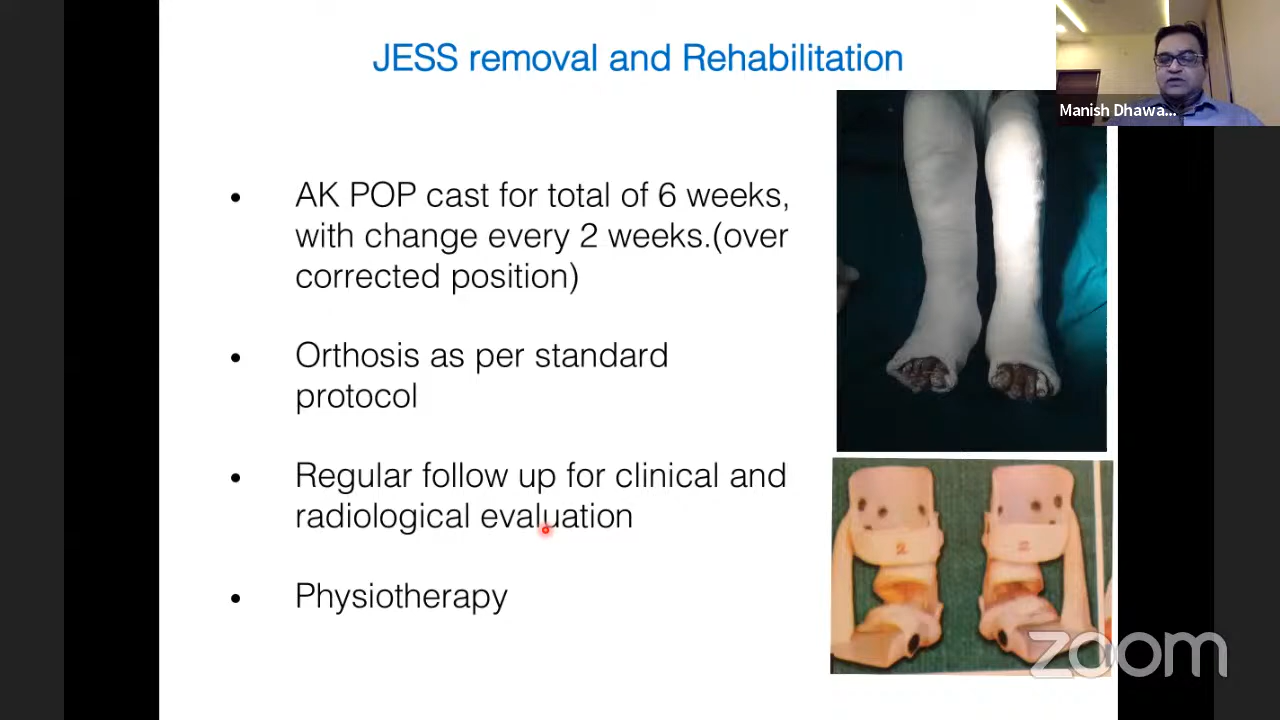 JESS removal and Rehabilitation
Manish Dhawa...
• AK POP cast for total of 6 weeks,
with change every 2 weeks.(over
corrected position)
• Orthosis as per standard
protocol
• Regular follow up for clinical and
radiological evaluation
• Physiotherapy
2
zoom